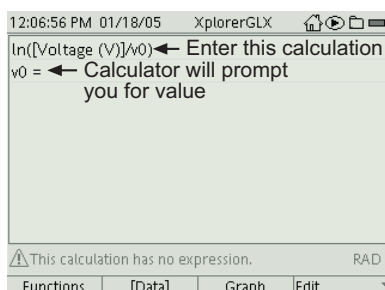 12:06:56 PM 01/18/05 XplorerGLX
ln([Voltage (V)]/v0) Enter this calculation
v0 = Calculator will prompt
you for value
This calculation has no expression. RAD
Functions [Data] Graph Edit